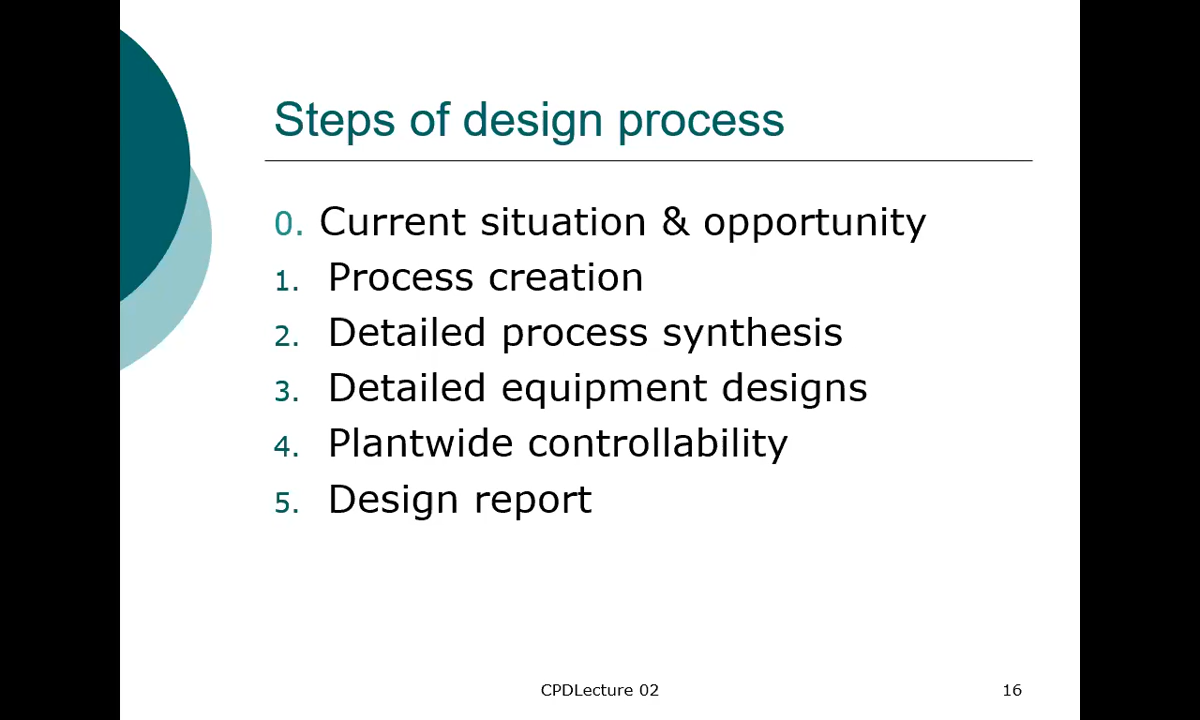 Steps of design process
0. Current situation & opportunity
1. Process creation
2. Detailed process synthesis
3. Detailed equipment designs
4. Plantwide controllability
5. Design report
CPDLecture 02
16